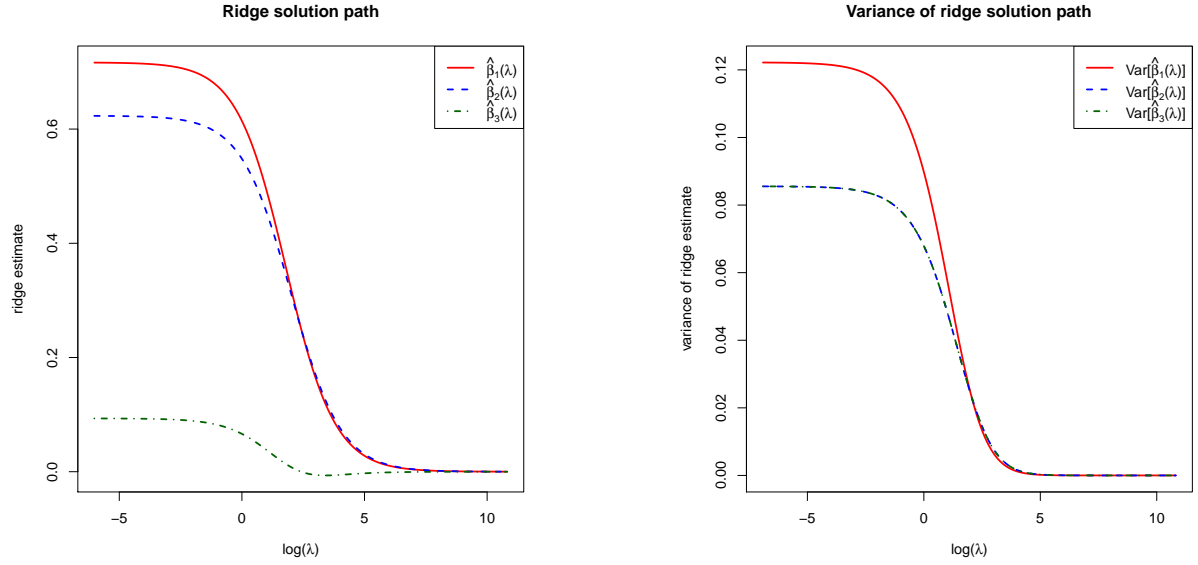 Ridge solution path
ridge estimate
0.6
0.4
0.2
0.0
−5 0 5 10
log(λ)
β̂₁(λ)
β̂₂(λ)
β̂₃(λ)
Variance of ridge solution path
variance of ridge estimate
0.12
0.10
0.08
0.06
0.04
0.02
0.00
−5 0 5 10
log(λ)
Var[β̂₁(λ)]
Var[β̂₂(λ)]
Var[β̂₃(λ)]